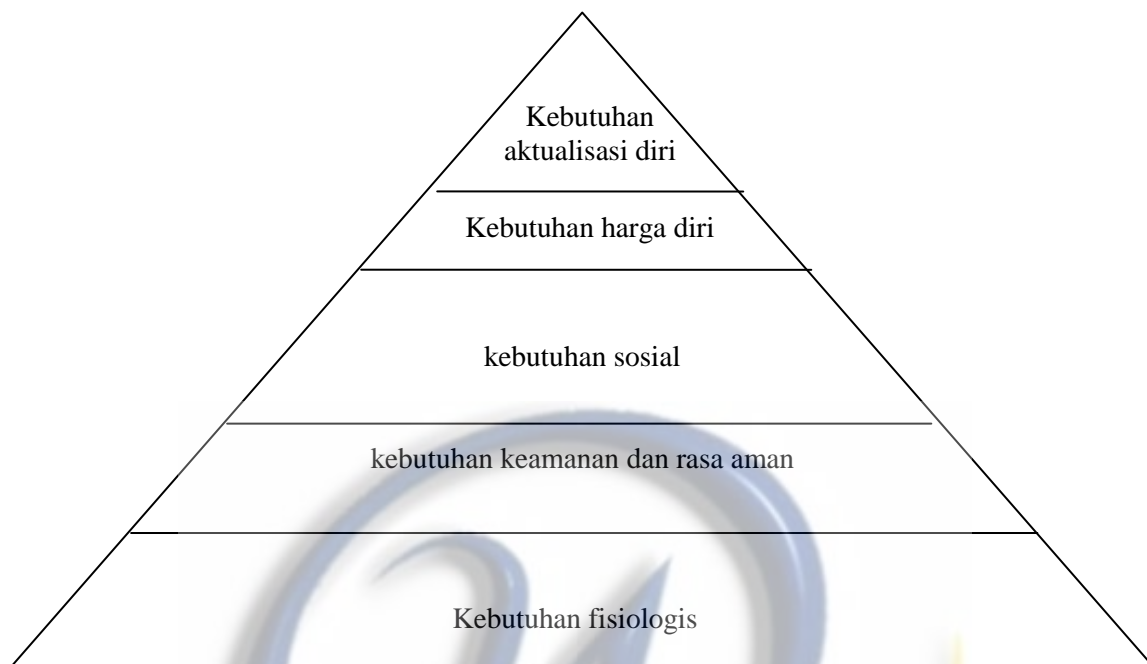 Kebutuhan
aktualisasi diri
Kebutuhan harga diri
kebutuhan sosial
kebutuhan keamanan dan rasa aman
Kebutuhan fisiologis